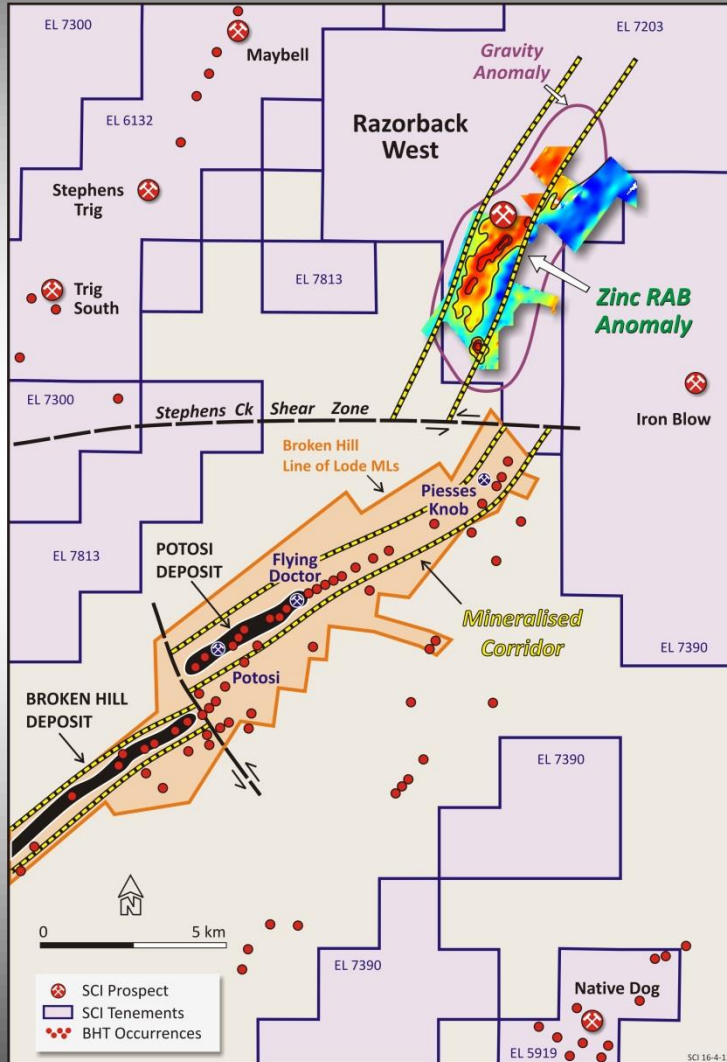 EL 7300
EL 7203
Maybell
Gravity
Anomaly
EL 6132
Razorback
West
Stephens
Trig
EL 7813
Trig
South
Zinc RAB
Anomaly
EL 7300
Stephens Ck Shear Zone
Iron Blow
Broken Hill
Line of Lode MLs
Piesses
Knob
EL 7813
POTOSI
DEPOSIT
Flying
Doctor
Mineralised
Corridor
EL 7390
Potosi
BROKEN HILL
DEPOSIT
EL 7390
N
0 5 km
EL 7390
Native Dog
SCI Prospect
SCI Tenements
BHT Occurrences
EL 5919
SCI 16-4-1